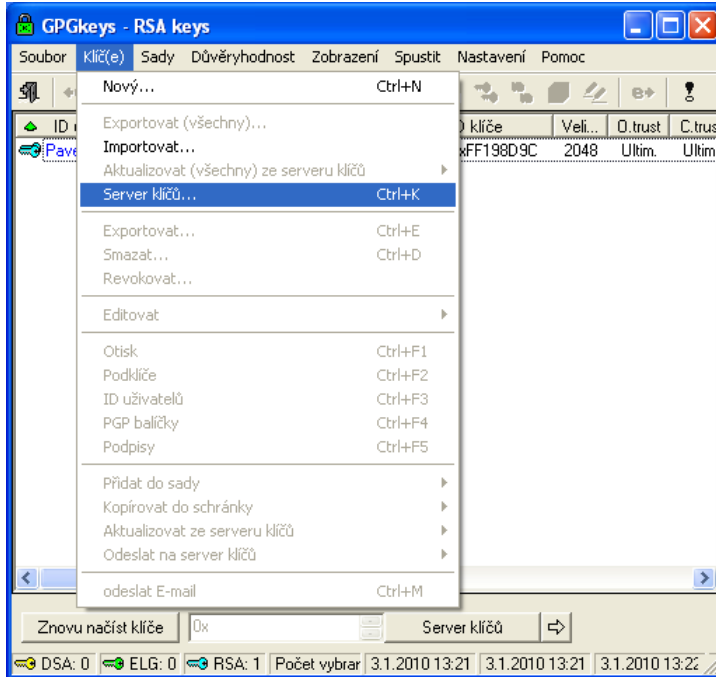 GPGkeys - RSA keys
Soubor Klíč(e) Sady Důvěryhodnost Zobrazení Spustit Nastavení Pomoc
Nový... Ctrl+N
Exportovat (všechny)...
Importovat...
Aktualizovat (všechny) ze serveru klíčů
Server klíčů... Ctrl+K
Exportovat... Ctrl+E
Smazat... Ctrl+D
Revokovat...
Editovat
Otisk Ctrl+F1
Podklíče Ctrl+F2
ID uživatelů Ctrl+F3
PGP balíčky Ctrl+F4
Podpisy Ctrl+F5
Přidat do sady
Kopírovat do schránky
Aktualizovat ze serveru klíčů
Odeslat na server klíčů
odeslat E-mail Ctrl+M
ID klíče Veli... O.trust C.trus
Pave xFF198D9C 2048 Ultim. Ultim
Znovu načíst klíče 0x Server klíčů
DSA: 0 ELG: 0 RSA: 1 Počet vybrar 3.1.2010 13:21 3.1.2010 13:21 3.1.2010 13:22